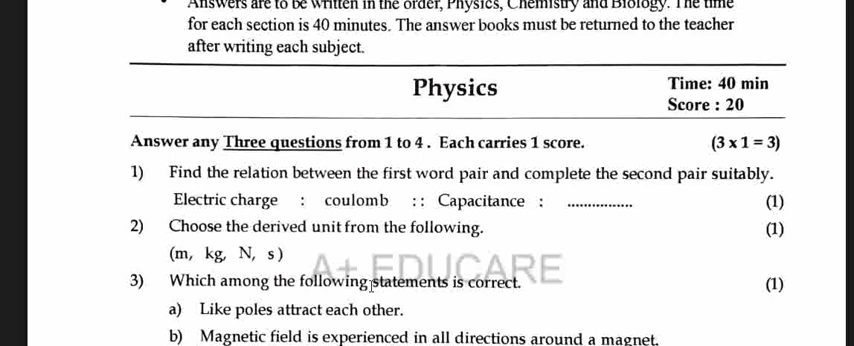 • Answers are to be written in the order, Physics, Chemistry and Biology. The time
for each section is 40 minutes. The answer books must be returned to the teacher
after writing each subject.
Physics
Time: 40 min
Score : 20
Answer any Three questions from 1 to 4 . Each carries 1 score. (3 x 1 = 3)
1) Find the relation between the first word pair and complete the second pair suitably.
Electric charge : coulomb :: Capacitance : ................ (1)
2) Choose the derived unit from the following. (1)
(m, kg, N, s)
A+ EDUCARE
3) Which among the following statements is correct. (1)
a) Like poles attract each other.
b) Magnetic field is experienced in all directions around a magnet.